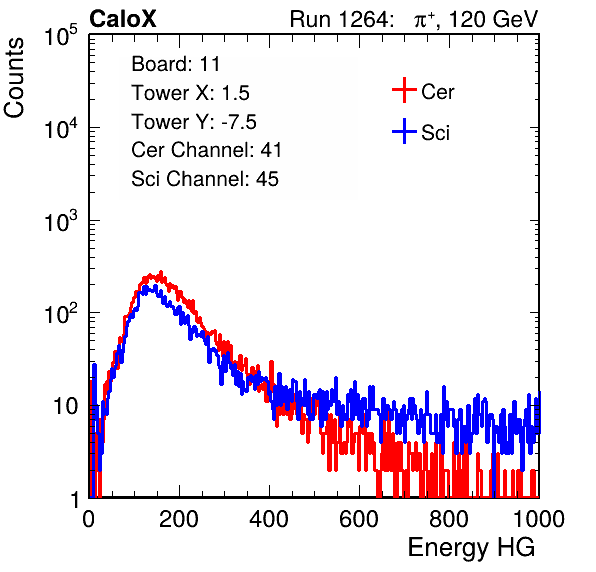 CaloX Run 1264: π⁺, 120 GeV
Counts
Board: 11
Tower X: 1.5
Tower Y: -7.5
Cer Channel: 41
Sci Channel: 45
Cer
Sci
10⁵
10⁴
10³
10²
10
1
0 200 400 600 800 1000
Energy HG